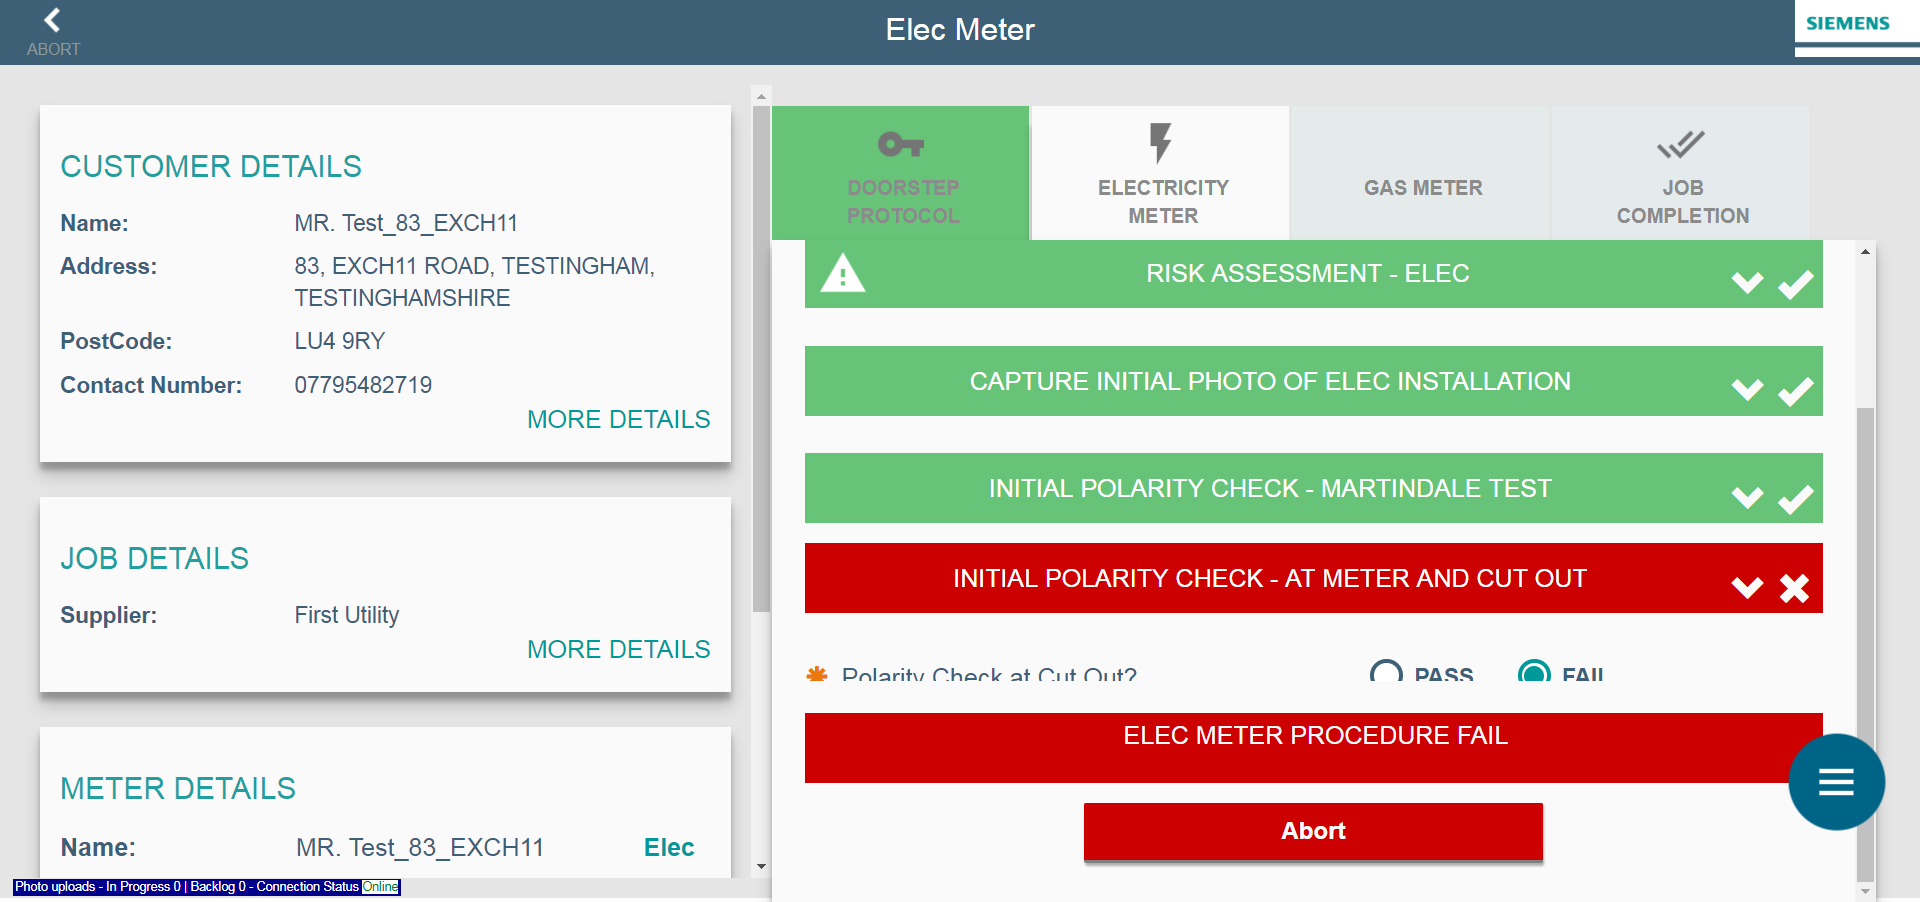 ABORT
Elec Meter
SIEMENS
CUSTOMER DETAILS
Name: MR. Test_83_EXCH11
Address: 83, EXCH11 ROAD, TESTINGHAM,
TESTINGHAMSHIRE
PostCode: LU4 9RY
Contact Number: 07795482719
MORE DETAILS
JOB DETAILS
Supplier: First Utility
MORE DETAILS
METER DETAILS
Name: MR. Test_83_EXCH11 Elec
Photo uploads - In Progress 0 | Backlog 0 - Connection Status Online
DOORSTEP
PROTOCOL
ELECTRICITY
METER
GAS METER
JOB
COMPLETION
RISK ASSESSMENT - ELEC
CAPTURE INITIAL PHOTO OF ELEC INSTALLATION
INITIAL POLARITY CHECK - MARTINDALE TEST
INITIAL POLARITY CHECK - AT METER AND CUT OUT
Polarity Check at Cut Out? PASS FAIL
ELEC METER PROCEDURE FAIL
Abort